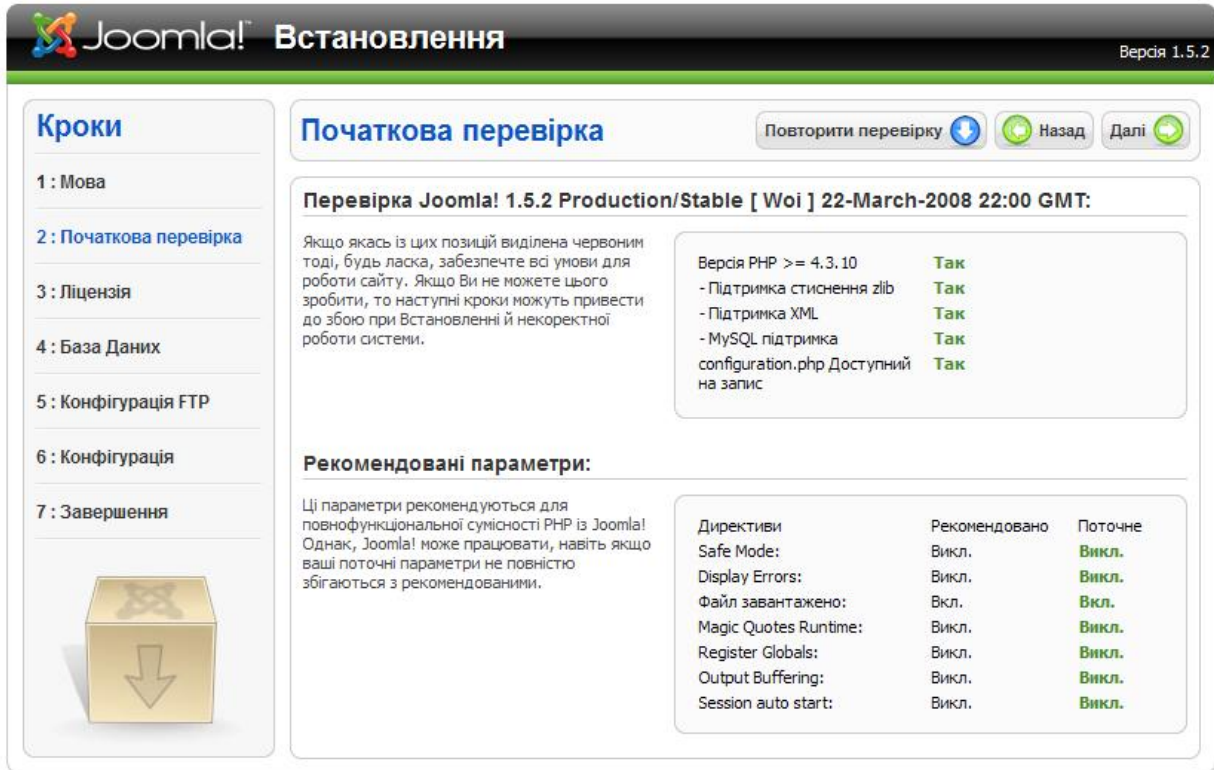 Joomla!™ Встановлення
Версія 1.5.2
Кроки
1 : Мова
2 : Початкова перевірка
3 : Ліцензія
4 : База Даних
5 : Конфігурація FTP
6 : Конфігурація
7 : Завершення
Початкова перевірка
Повторити перевірку
Назад
Далі
Перевірка Joomla! 1.5.2 Production/Stable [ Woi ] 22-March-2008 22:00 GMT:
Якщо якась із цих позицій виділена червоним
тоді, будь ласка, забезпечте всі умови для
роботи сайту. Якщо Ви не можете цього
зробити, то наступні кроки можуть привести
до збою при Встановленні й некоректної
роботи системи.
Версія PHP >= 4.3.10 Так
- Підтримка стиснення zlib Так
- Підтримка XML Так
- MySQL підтримка Так
configuration.php Доступний Так
на запис
Рекомендовані параметри:
Ці параметри рекомендуються для
повнофункціональної сумісності PHP із Joomla!
Однак, Joomla! може працювати, навіть якщо
ваші поточні параметри не повністю
збігаються з рекомендованими.
Директиви Рекомендовано Поточне
Safe Mode: Викл. Викл.
Display Errors: Викл. Викл.
Файл завантажено: Вкл. Вкл.
Magic Quotes Runtime: Викл. Викл.
Register Globals: Викл. Викл.
Output Buffering: Викл. Викл.
Session auto start: Викл. Викл.